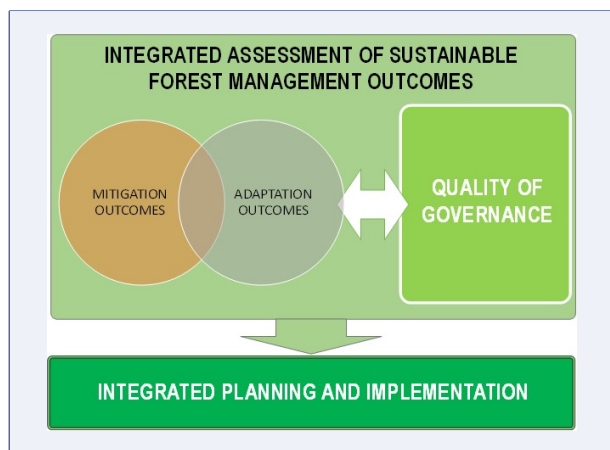 INTEGRATED ASSESSMENT OF SUSTAINABLE
FOREST MANAGEMENT OUTCOMES
MITIGATION
OUTCOMES
ADAPTATION
OUTCOMES
QUALITY OF
GOVERNANCE
INTEGRATED PLANNING AND IMPLEMENTATION